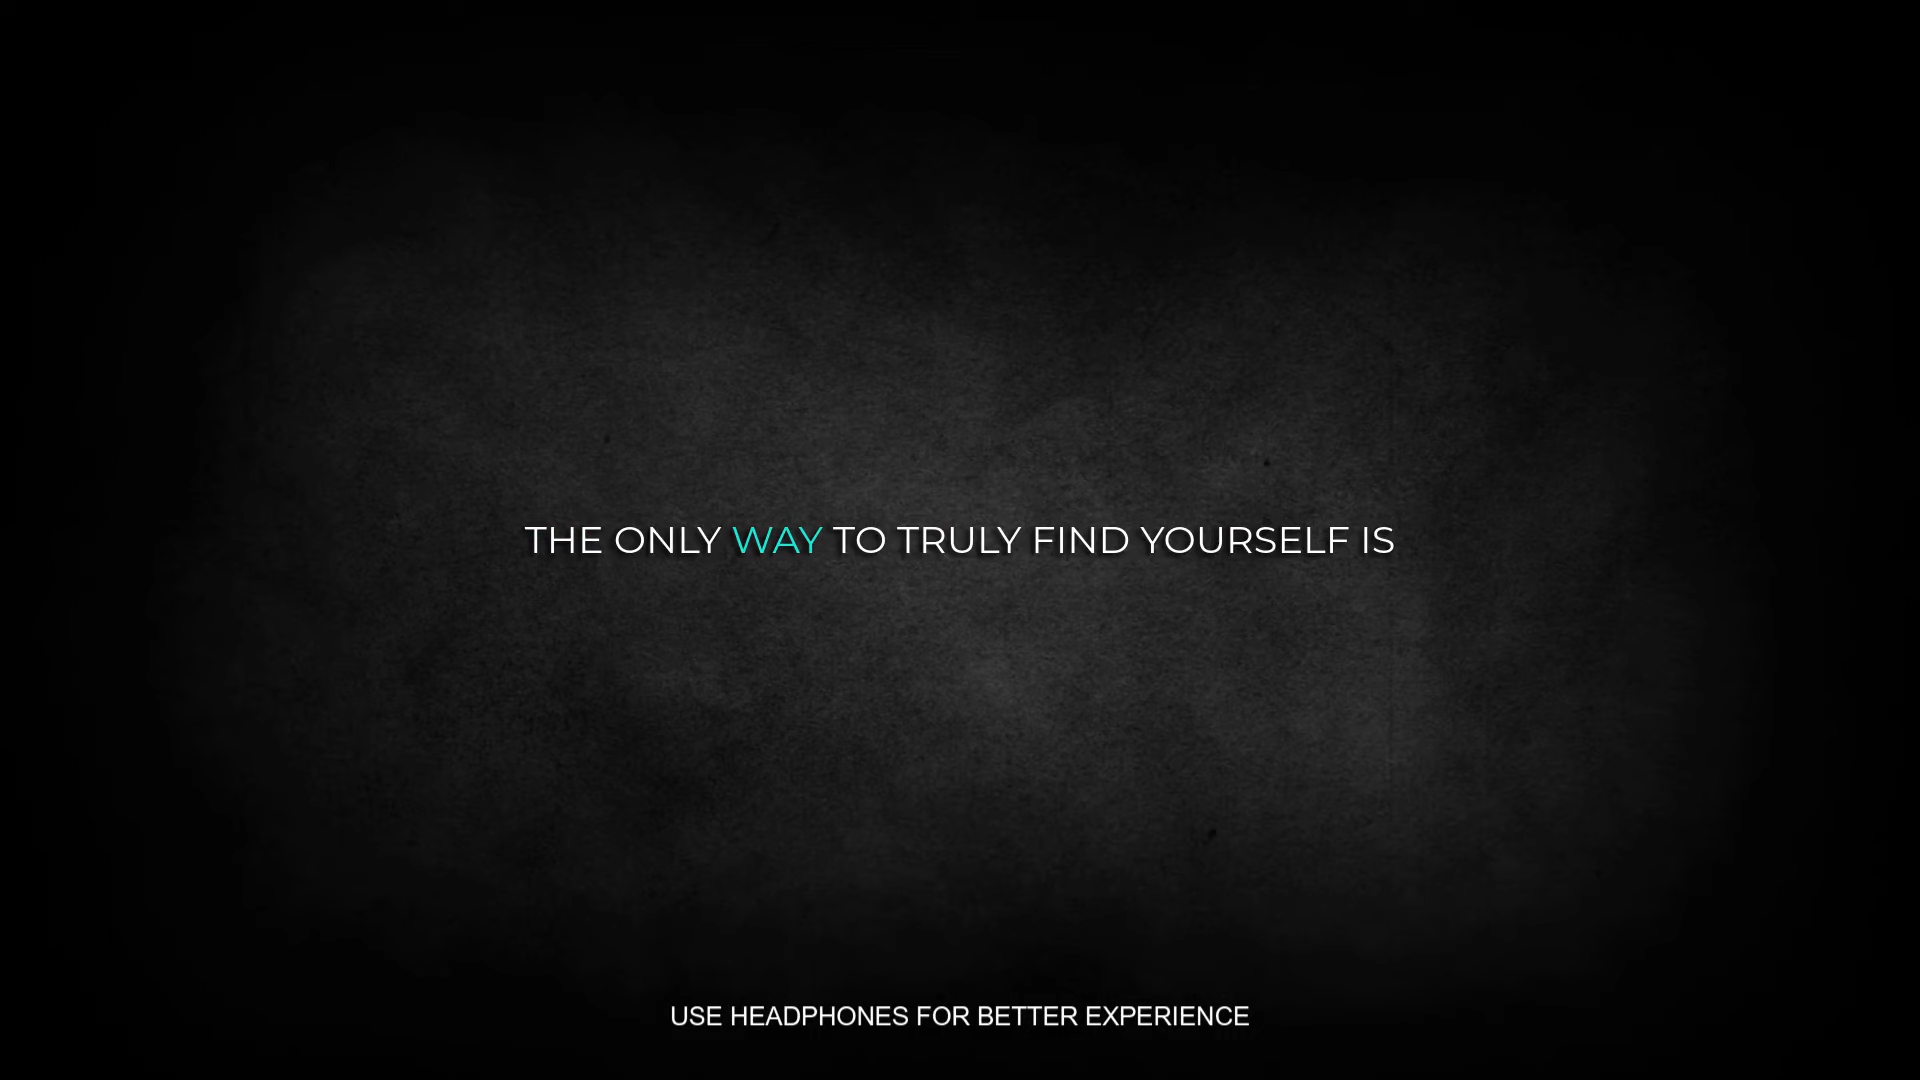 THE ONLY WAY TO TRULY FIND YOURSELF IS
USE HEADPHONES FOR BETTER EXPERIENCE